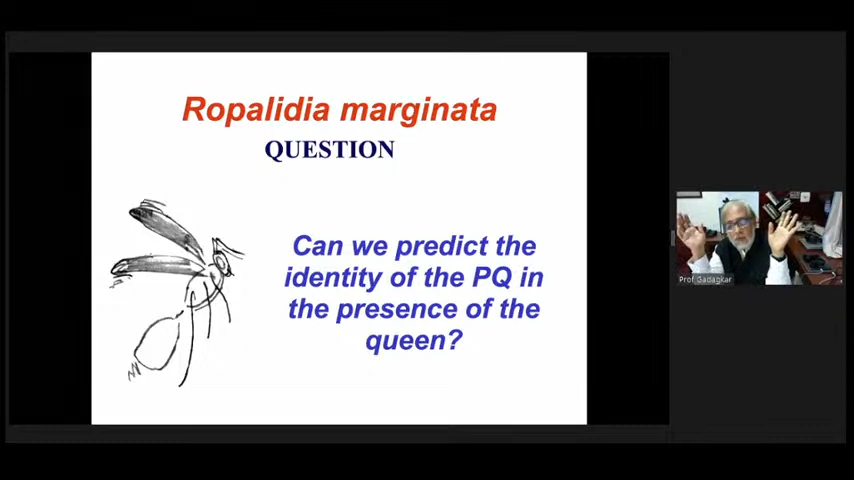 Ropalidia marginata
QUESTION
Can we predict the
identity of the PQ in
the presence of the
queen?
Prof Gadagkar